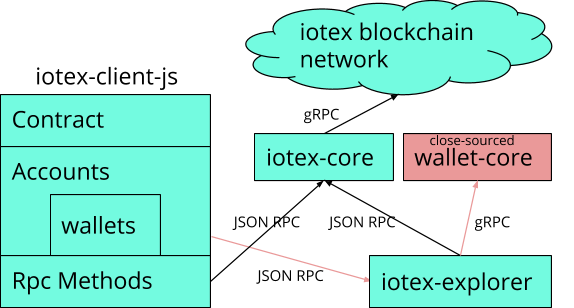 iotex blockchain
network
iotex-client-js
gRPC
Contract
close-sourced
iotex-core
wallet-core
Accounts
wallets
JSON RPC
JSON RPC
gRPC
JSON RPC
Rpc Methods
iotex-explorer